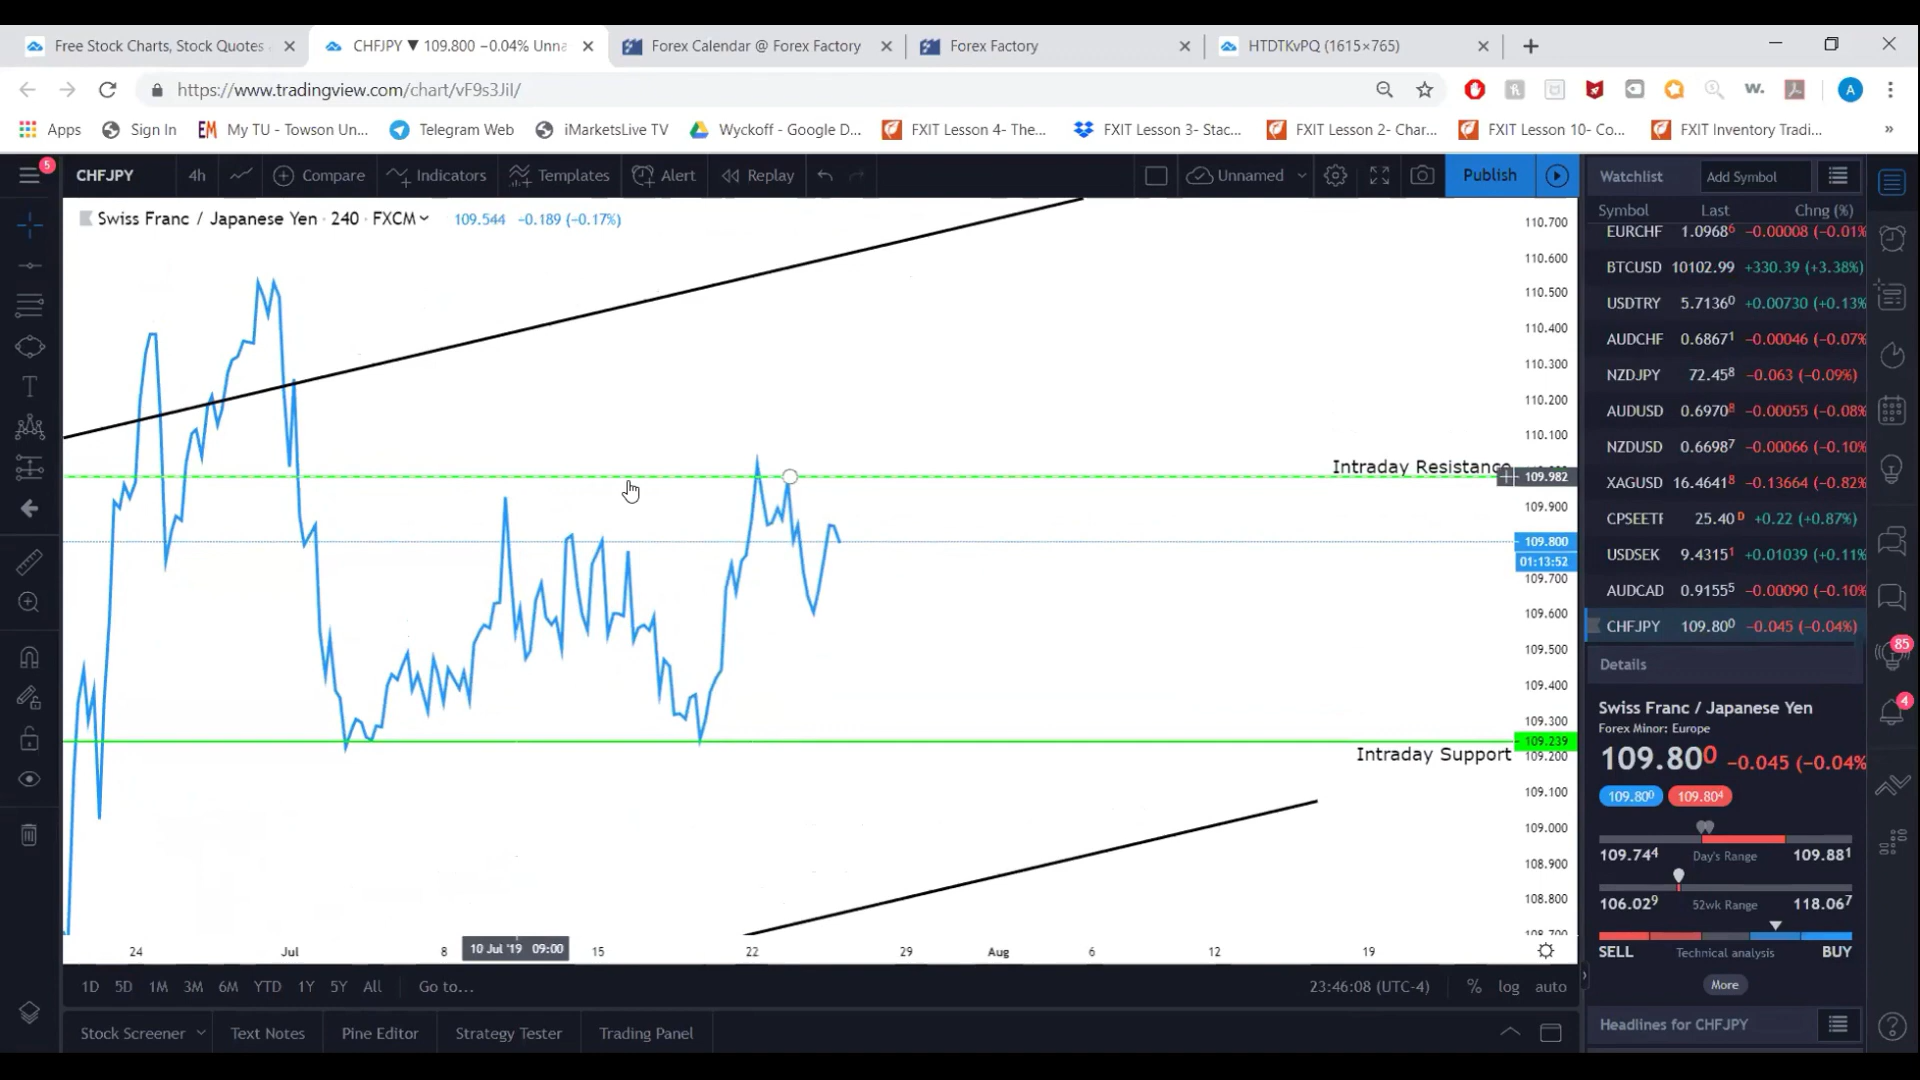 Free Stock Charts, Stock Quotes
CHFJPY ▼ 109.800 −0.04% Unna
Forex Calendar @ Forex Factory
Forex Factory
HTDTKvPQ (1615×765)
https://www.tradingview.com/chart/vF9s3JiI/
Apps
Sign In
My TU - Towson Un...
Telegram Web
iMarketsLive TV
Wyckoff - Google D...
FXIT Lesson 4- The...
FXIT Lesson 3- Stac...
FXIT Lesson 2- Char...
FXIT Lesson 10- Co...
FXIT Inventory Tradi...
»
5
CHFJPY
4h
Compare
Indicators
Templates
Alert
Replay
Unnamed
Publish
Swiss Franc / Japanese Yen · 240 · FXCM
109.544 −0.189 (−0.17%)
110.700
110.600
110.500
110.400
110.300
110.200
110.100
Intraday Resistance
109.982
109.900
109.800
01:13:52
109.700
109.600
109.500
109.400
109.300
109.239
Intraday Support
109.200
109.100
109.000
108.900
108.800
108.700
24
Jul
8
10 Jul '19 09:00
15
22
29
Aug
6
12
19
1D 5D 1M 3M 6M YTD 1Y 5Y All
Go to...
23:46:08 (UTC-4)
% log auto
Stock Screener
Text Notes
Pine Editor
Strategy Tester
Trading Panel
Watchlist
Add Symbol
Symbol Last Chng (%)
EURCHF 1.0968⁶ −0.00008 (−0.01%
BTCUSD 10102.99 +330.39 (+3.38%)
USDTRY 5.7136⁰ +0.00730 (+0.13%
AUDCHF 0.6867¹ −0.00046 (−0.07%
NZDJPY 72.45⁸ −0.063 (−0.09%)
AUDUSD 0.6970⁸ −0.00055 (−0.08%
NZDUSD 0.6698⁷ −0.00066 (−0.10%
XAGUSD 16.4641⁸ −0.13664 (−0.82%
CPSEETF 25.40 D +0.22 (+0.87%)
USDSEK 9.4315¹ +0.01039 (+0.11%
AUDCAD 0.9155⁵ −0.00090 (−0.10%
CHFJPY 109.80⁰ −0.045 (−0.04%)
Details
Swiss Franc / Japanese Yen
Forex Minor: Europe
109.80⁰ −0.045 (−0.04%
109.80⁰ 109.80⁴
109.74⁴ Day's Range 109.88¹
106.02⁹ 52wk Range 118.06⁷
SELL Technical analysis BUY
More
Headlines for CHFJPY
85
4
A